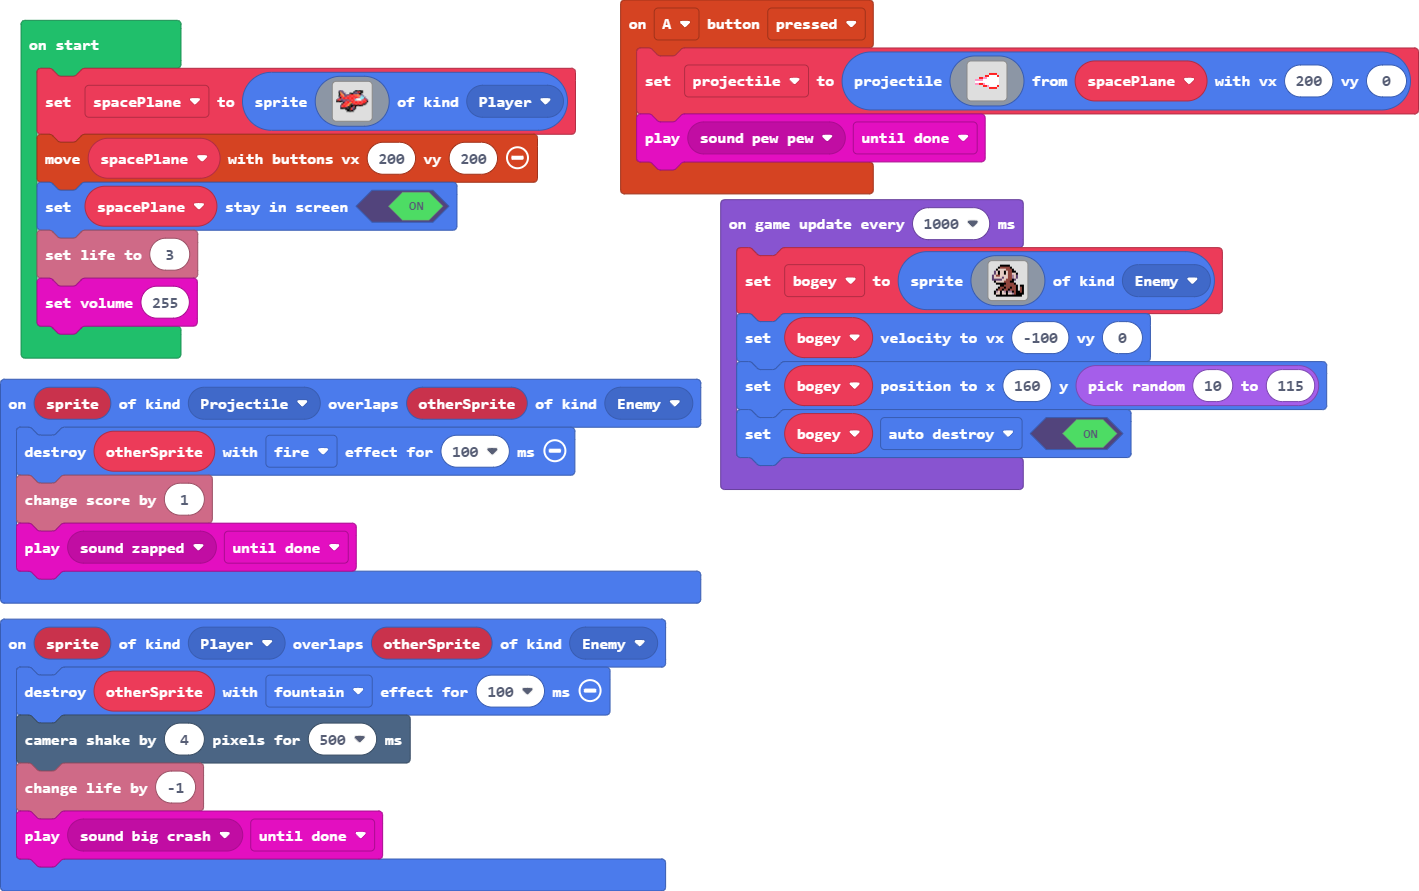 on start
set spacePlane to sprite of kind Player
move spacePlane with buttons vx 200 vy 200
set spacePlane stay in screen ON
set life to 3
set volume 255
on A button pressed
set projectile to projectile from spacePlane with vx 200 vy 0
play sound pew pew until done
on game update every 1000 ms
set bogey to sprite of kind Enemy
set bogey velocity to vx -100 vy 0
set bogey position to x 160 y pick random 10 to 115
set bogey auto destroy ON
on sprite of kind Projectile overlaps otherSprite of kind Enemy
destroy otherSprite with fire effect for 100 ms
change score by 1
play sound zapped until done
on sprite of kind Player overlaps otherSprite of kind Enemy
destroy otherSprite with fountain effect for 100 ms
camera shake by 4 pixels for 500 ms
change life by -1
play sound big crash until done